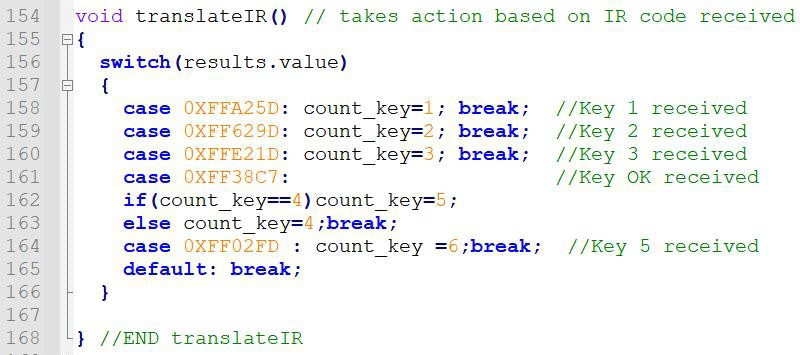 154 void translateIR() // takes action based on IR code received
155 {
156 switch(results.value)
157 {
158 case 0XFFA25D: count_key=1; break; //Key 1 received
159 case 0XFF629D: count_key=2; break; //Key 2 received
160 case 0XFFE21D: count_key=3; break; //Key 3 received
161 case 0XFF38C7: //Key OK received
162 if(count_key==4)count_key=5;
163 else count_key=4;break;
164 case 0XFF02FD : count_key =6;break; //Key 5 received
165 default: break;
166 }
167
168 } //END translateIR